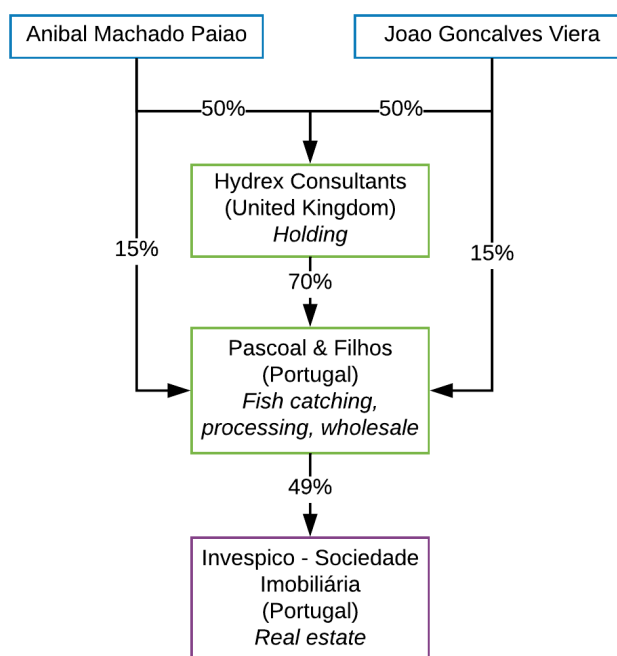 Anibal Machado Paiao
Joao Goncalves Viera
50%
50%
Hydrex Consultants
(United Kingdom)
Holding
15%
15%
70%
Pascoal & Filhos
(Portugal)
Fish catching,
processing, wholesale
49%
Invespico - Sociedade
Imobiliária
(Portugal)
Real estate